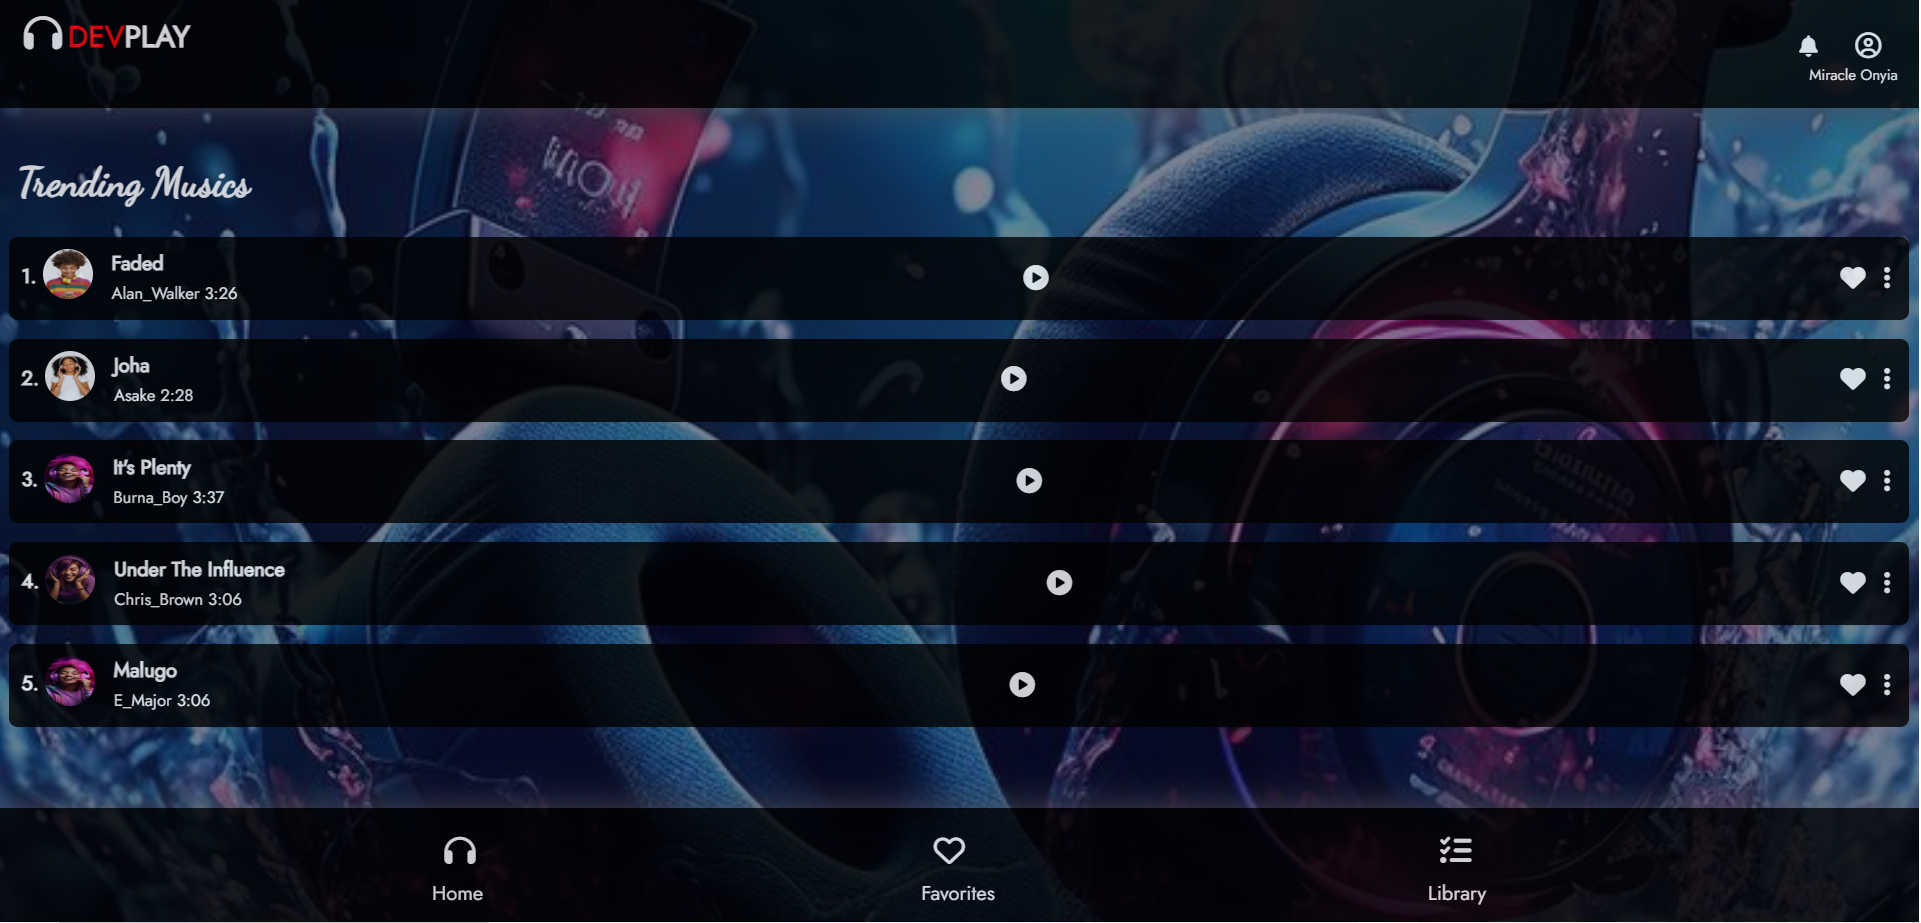 DEVPLAY
Miracle Onyia
Trending Musics
1.
Faded
Alan_Walker 3:26
2.
Joha
Asake 2:28
3.
It's Plenty
Burna_Boy 3:37
4.
Under The Influence
Chris_Brown 3:06
5.
Malugo
E_Major 3:06
Home
Favorites
Library